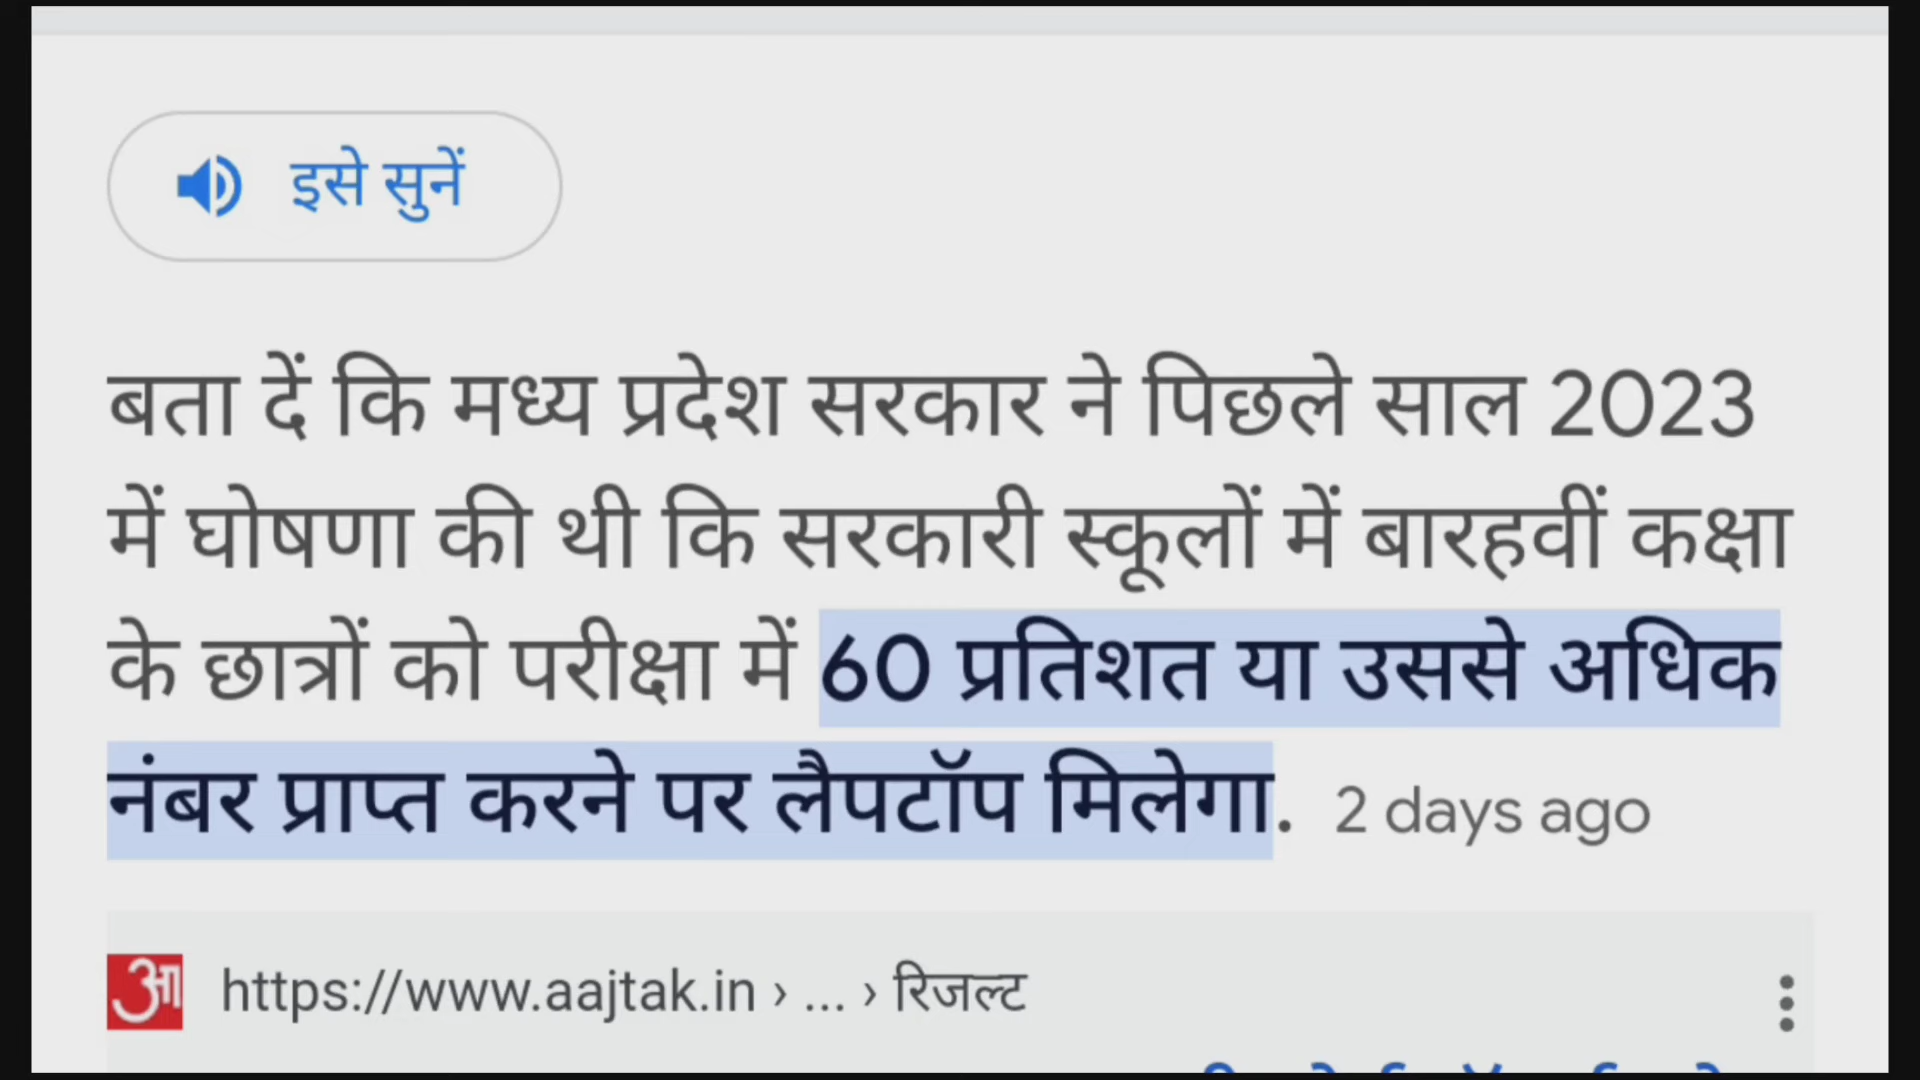 इसे सुनें
बता दें कि मध्य प्रदेश सरकार ने पिछले साल 2023
में घोषणा की थी कि सरकारी स्कूलों में बारहवीं कक्षा
के छात्रों को परीक्षा में 60 प्रतिशत या उससे अधिक
नंबर प्राप्त करने पर लैपटॉप मिलेगा. 2 days ago
आ https://www.aajtak.in › ... › रिजल्ट